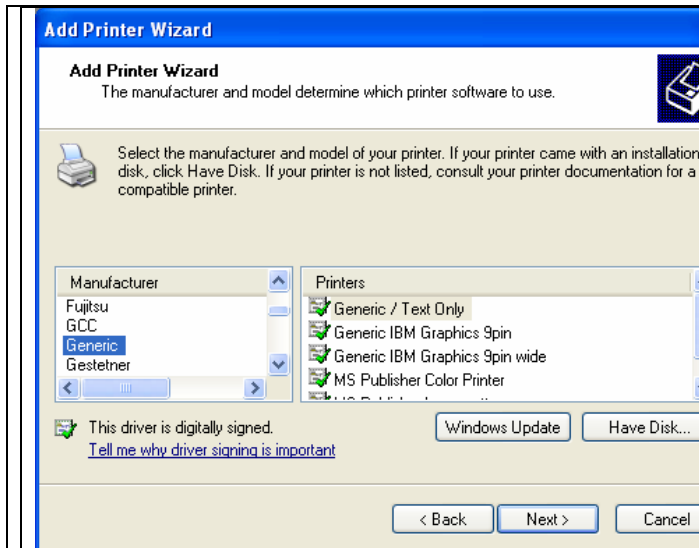 Add Printer Wizard
Add Printer Wizard
The manufacturer and model determine which printer software to use.
Select the manufacturer and model of your printer. If your printer came with an installation
disk, click Have Disk. If your printer is not listed, consult your printer documentation for a
compatible printer.
Manufacturer
Fujitsu
GCC
Generic
Gestetner
Printers
Generic / Text Only
Generic IBM Graphics 9pin
Generic IBM Graphics 9pin wide
MS Publisher Color Printer
This driver is digitally signed.
Tell me why driver signing is important
Windows Update
Have Disk...
< Back
Next >
Cancel